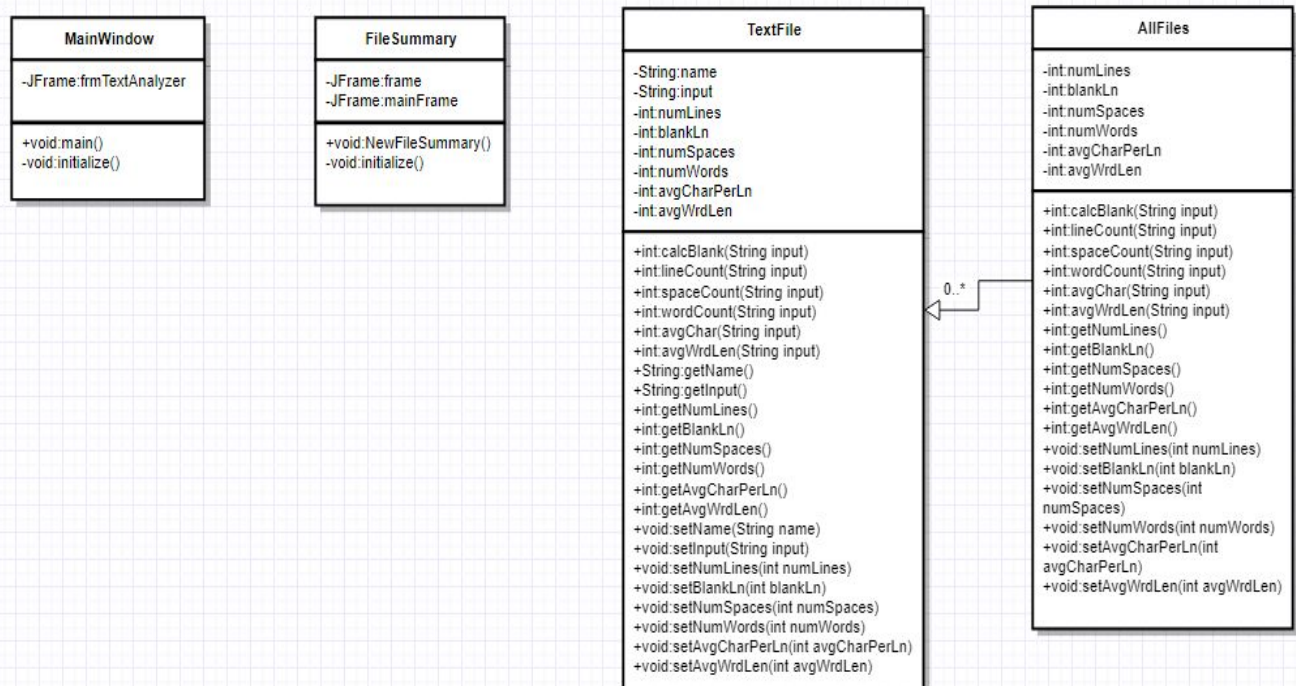 MainWindow
-JFrame:frmTextAnalyzer
+void:main()
-void:initialize()
FileSummary
-JFrame:frame
-JFrame:mainFrame
+void:NewFileSummary()
-void:initialize()
TextFile
-String:name
-String:input
-int:numLines
-int:blankLn
-int:numSpaces
-int:numWords
-int:avgCharPerLn
-int:avgWrdLen
+int:calcBlank(String input)
+int:lineCount(String input)
+int:spaceCount(String input)
+int:wordCount(String input)
+int:avgChar(String input)
+int:avgWrdLen(String input)
+String:getName()
+String:getInput()
+int:getNumLines()
+int:getBlankLn()
+int:getNumSpaces()
+int:getNumWords()
+int:getAvgCharPerLn()
+int:getAvgWrdLen()
+void:setName(String name)
+void:setInput(String input)
+void:setNumLines(int numLines)
+void:setBlankLn(int blankLn)
+void:setNumSpaces(int numSpaces)
+void:setNumWords(int numWords)
+void:setAvgCharPerLn(int avgCharPerLn)
+void:setAvgWrdLen(int avgWrdLen)
0..*
AllFiles
-int:numLines
-int:blankLn
-int:numSpaces
-int:numWords
-int:avgCharPerLn
-int:avgWrdLen
+int:calcBlank(String input)
+int:lineCount(String input)
+int:spaceCount(String input)
+int:wordCount(String input)
+int:avgChar(String input)
+int:avgWrdLen(String input)
+int:getNumLines()
+int:getBlankLn()
+int:getNumSpaces()
+int:getNumWords()
+int:getAvgCharPerLn()
+int:getAvgWrdLen()
+void:setNumLines(int numLines)
+void:setBlankLn(int blankLn)
+void:setNumSpaces(int
numSpaces)
+void:setNumWords(int numWords)
+void:setAvgCharPerLn(int
avgCharPerLn)
+void:setAvgWrdLen(int avgWrdLen)